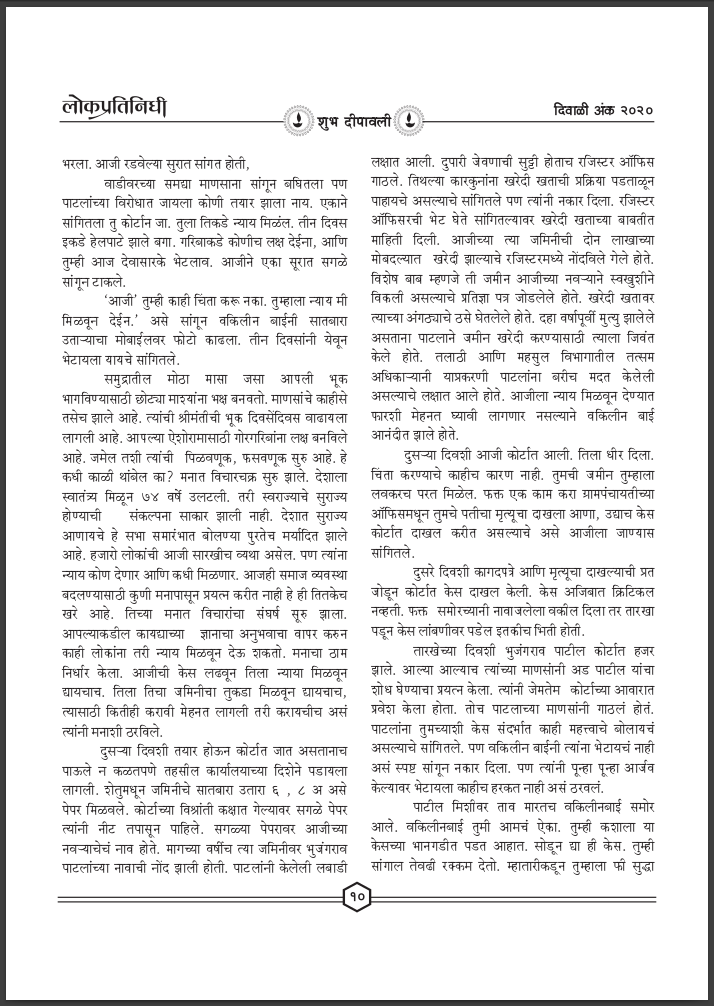 लोकप्रतिनिधी
शुभ दीपावली
दिवाळी अंक २०२०
भरला. आजी रडवेल्या सुरात सांगत होती,
वाडीवरच्या समद्या माणसाना सांगून बघितला पण
पाटलांच्या विरोधात जायला कोणी तयार झाला नाय. एकाने
सांगितला तु कोर्टान जा. तुला तिकडे न्याय मिळंल. तीन दिवस
इकडे हेलपाटे झाले बगा. गरिबाकडे कोणीच लक्ष देईना, आणि
तुम्ही आज देवासारके भेटलाव. आजीने एका सूरात सगळे
सांगून टाकले.
‘आजी’ तुम्ही काही चिंता करू नका. तुम्हाला न्याय मी
मिळवून देईन.’ असे सांगून वकिलीन बाईनी सातबारा
उताऱ्याचा मोबाईलवर फोटो काढला. तीन दिवसांनी येवून
भेटायला यायचे सांगितले.
समुद्रातील मोठा मासा जसा आपली भूक
भागविण्यासाठी छोट्या माश्यांना भक्ष बनवतो. माणसांचे काहीसे
तसेच झाले आहे. त्यांची श्रीमंतीची भूक दिवसेंदिवस वाढायला
लागली आहे. आपल्या ऐशोरामासाठी गोरगरिबांना लक्ष बनविले
आहे. जमेल तशी त्यांची पिळवणूक, फसवणूक सुरु आहे. हे
कधी काळी थांबेल का? मनात विचारचक्र सुरु झाले. देशाला
स्वातंत्र्य मिळून ७४ वर्षे उलटली. तरी स्वराज्याचे सुराज्य
होण्याची संकल्पना साकार झाली नाही. देशात सुराज्य
आणायचे हे सभा समारंभात बोलण्या पुरतेच मर्यादित झाले
आहे. हजारो लोकांची आजी सारखीच व्यथा असेल. पण त्यांना
न्याय कोण देणार आणि कधी मिळणार. आजही समाज व्यवस्था
बदलण्यासाठी कुणी मनापासून प्रयत्न करीत नाही हे ही तितकेच
खरे आहे. तिच्या मनात विचारांचा संघर्ष सूरु झाला.
आपल्याकडील कायद्याच्या ज्ञानाचा अनुभवाचा वापर करुन
काही लोकांना तरी न्याय मिळवून देऊ शकतो. मनाचा ठाम
निर्धार केला. आजीची केस लढवून तिला न्याया मिळवून
द्यायचाच. तिला तिचा जमिनीचा तुकडा मिळवून द्यायचाच,
त्यासाठी कितीही करावी मेहनत लागली तरी करायचीच असं
त्यांनी मनाशी ठरविले.
दुसऱ्या दिवशी तयार होऊन कोर्टात जात असतानाच
पाऊले न कळतपणे तहसील कार्यालयाच्या दिशेने पडायला
लागली. शेतुमधून जमिनीचे सातबारा उतारा ६ , ८ अ असे
पेपर मिळवले. कोर्टाच्या विश्रांती कक्षात गेल्यावर सगळे पेपर
त्यांनी नीट तपासून पाहिले. सगळ्या पेपरावर आजीच्या
नवऱ्याचेचं नाव होते. मागच्या वर्षीच त्या जमिनीवर भुजंगराव
पाटलांच्या नावाची नोंद झाली होती. पाटलांनी केलेली लबाडी
लक्षात आली. दुपारी जेवणाची सुट्टी होताच रजिस्टर ऑफिस
गाठले. तिथल्या कारकुनांना खरेदी खताची प्रक्रिया पडताळून
पाहायचे असल्याचे सांगितले पण त्यांनी नकार दिला. रजिस्टर
ऑफिसरची भेट घेते सांगितल्यावर खरेदी खताच्या बाबतीत
माहिती दिली. आजीच्या त्या जमिनीची दोन लाखाच्या
मोबदल्यात खरेदी झाल्याचे रजिस्टरमध्ये नोंदविले गेले होते.
विशेष बाब म्हणजे ती जमीन आजीच्या नवऱ्याने स्वखुशीने
विकली असल्याचे प्रतिज्ञा पत्र जोडलेले होते. खरेदी खतावर
त्याच्या अंगठ्याचे ठसे घेतलेले होते. दहा वर्षापूर्वी मुत्यु झालेले
असताना पाटलाने जमीन खरेदी करण्यासाठी त्याला जिवंत
केले होते. तलाठी आणि महसुल विभागातील तत्सम
अधिकाऱ्यानी याप्रकरणी पाटलांना बरीच मदत केलेली
असल्याचे लक्षात आले होते. आजीला न्याय मिळवून देण्यात
फारशी मेहनत घ्यावी लागणार नसल्याने वकिलीन बाई
आनंदीत झाले होते.
दुसऱ्या दिवशी आजी कोर्टात आली. तिला धीर दिला.
चिंता करण्याचे काहीच कारण नाही. तुमची जमीन तुम्हाला
लवकरच परत मिळेल. फक्त एक काम करा ग्रामपंचायतीच्या
ऑफिसमधून तुमचे पतीचा मृत्यूचा दाखला आणा, उद्याच केस
कोर्टात दाखल करीत असल्याचे असे आजीला जाण्यास
सांगितले.
दुसरे दिवशी कागदपत्रे आणि मृत्यूचा दाखल्याची प्रत
जोडून कोर्टात केस दाखल केली. केस अजिबात क्रिटिकल
नव्हती. फक्त समोरच्यानी नावाजलेला वकील दिला तर तारखा
पडून केस लांबणीवर पडेल इतकीच भिती होती.
तारखेच्या दिवशी भुजंगराव पाटील कोर्टात हजर
झाले. आल्या आल्याच त्यांच्या माणसांनी अड पाटील यांचा
शोध घेण्याचा प्रयत्न केला. त्यांनी जेमतेम कोर्टाच्या आवारात
प्रवेश केला होता. तोच पाटलाच्या माणसांनी गाठलं होतं.
पाटलांना तुमच्याशी केस संदर्भात काही महत्त्वाचे बोलायचं
असल्याचे सांगितले. पण वकिलीन बाईनी त्यांना भेटायचं नाही
असं स्पष्ट सांगून नकार दिला. पण त्यांनी पून्हा पून्हा आर्जव
केल्यावर भेटायला काहीच हरकत नाही असं ठरवलं.
पाटील मिशीवर ताव मारतच वकिलीनबाई समोर
आले. वकिलीनबाई तुमी आमचं ऐका. तुम्ही कशाला या
केसच्या भानगडीत पडत आहात. सोडून द्या ही केस. तुम्ही
सांगाल तेवढी रक्कम देतो. म्हातारीकडून तुम्हाला फी सुद्धा
१०